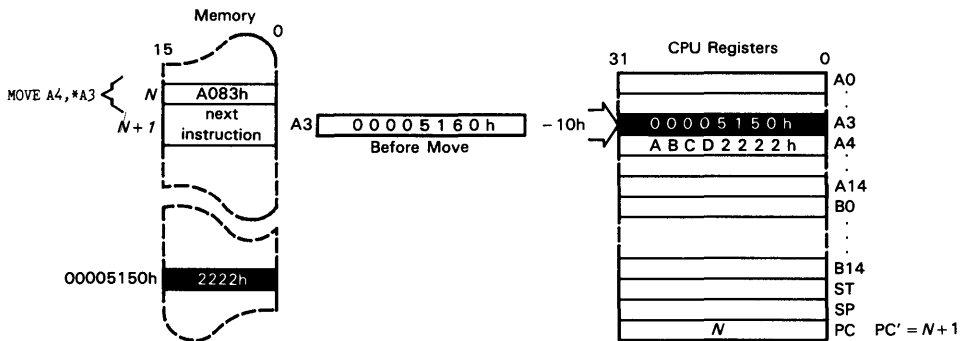 Memory
15 0
MOVE A4,*A3
N A083h
N+1 next
instruction
00005150h 2222h
A3 00005160h
Before Move
-10h
CPU Registers
31 0
A0
00005150h A3
ABCD2222h A4
A14
B0
B14
ST
SP
N PC PC' = N+1